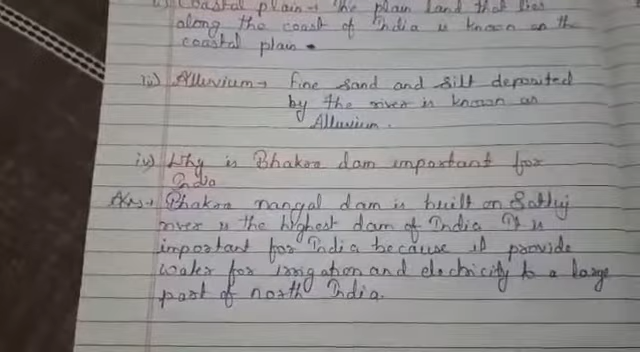 Coastal plain → The plain land that lies
along the coast of India is known as the
coastal plain.
iii) Alluvium → fine sand and silt deposited
by the river is known as
Alluvium.
iv) Why is Bhakra dam important for
India
Ans → Bhakra nangal dam is built on Satluj
river is the highest dam of India It is
important for India because it provide
water for irrigation and electricity to a large
part of north India.